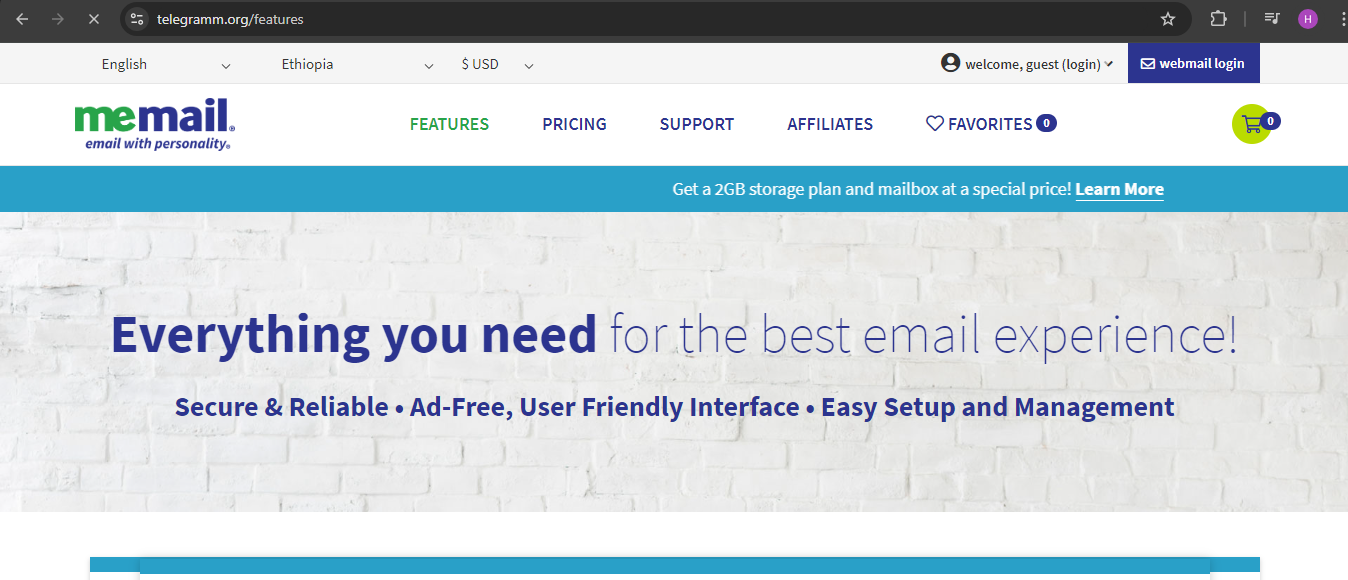 telegramm.org/features
H
English Ethiopia $ USD welcome, guest (login) webmail login
memail®
email with personality®
FEATURES PRICING SUPPORT AFFILIATES FAVORITES 0 0
Get a 2GB storage plan and mailbox at a special price! Learn More
Everything you need for the best email experience!
Secure & Reliable • Ad-Free, User Friendly Interface • Easy Setup and Management